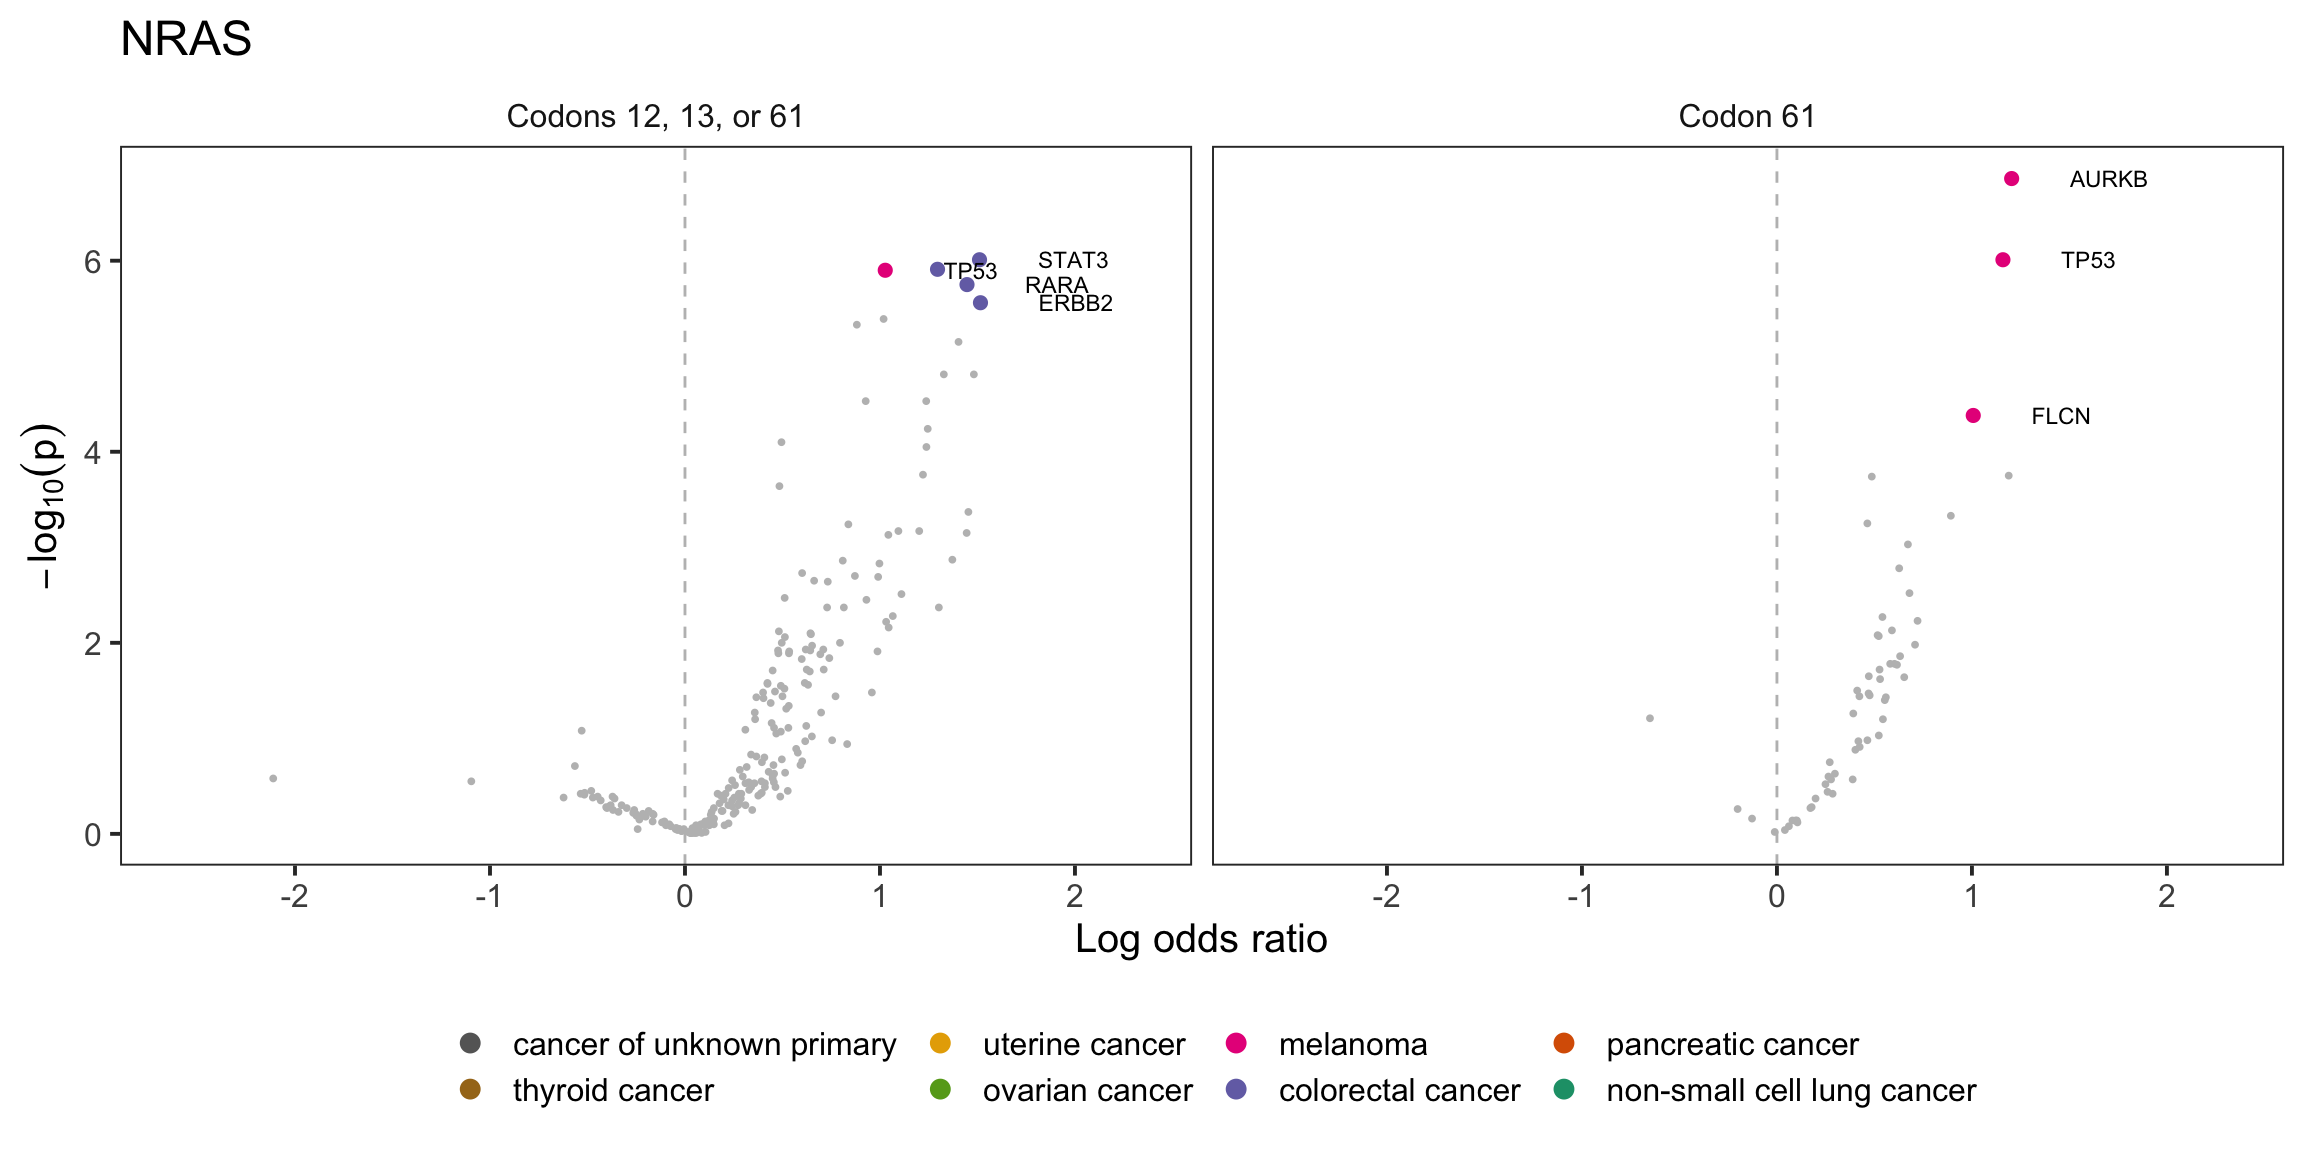 NRAS
Codons 12, 13, or 61
Codon 61
AURKB
STAT3
TP53
TP53
RARA
ERBB2
FLCN
6
4
2
0
−log10(p)
-2 -1 0 1 2
-2 -1 0 1 2
Log odds ratio
cancer of unknown primary
uterine cancer
melanoma
pancreatic cancer
thyroid cancer
ovarian cancer
colorectal cancer
non-small cell lung cancer